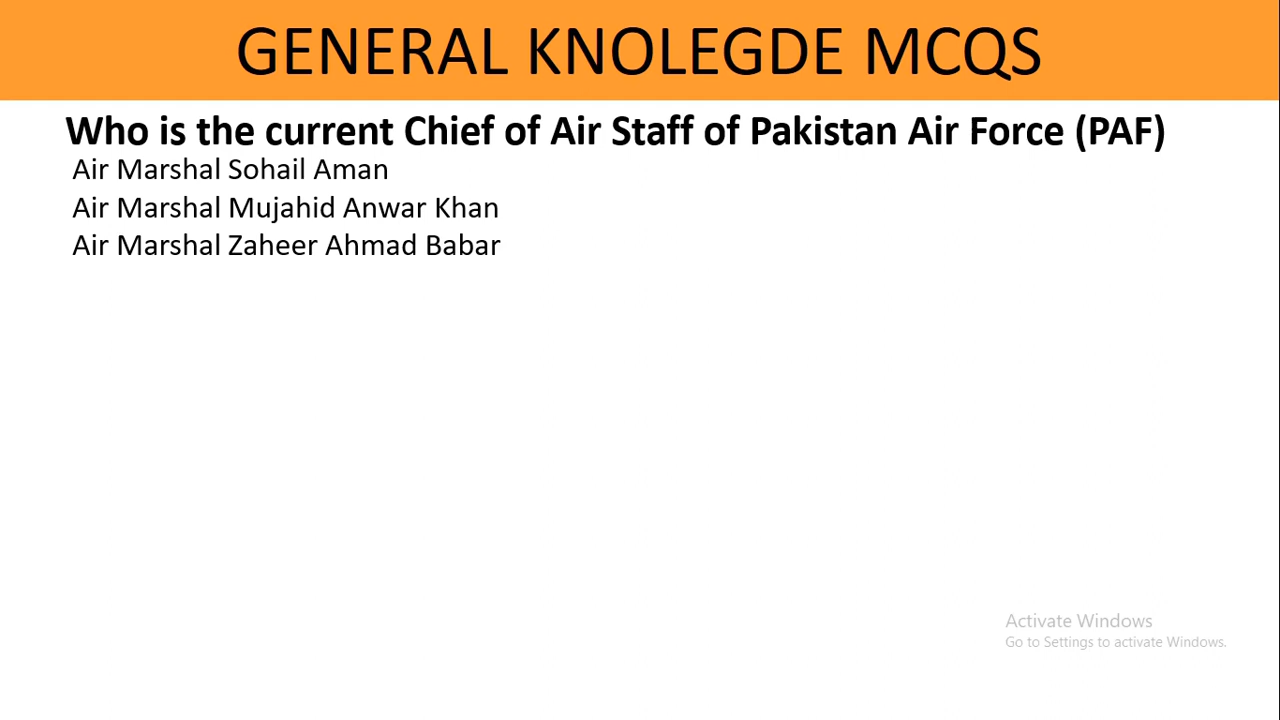 GENERAL KNOLEGDE MCQS
Who is the current Chief of Air Staff of Pakistan Air Force (PAF)
Air Marshal Sohail Aman
Air Marshal Mujahid Anwar Khan
Air Marshal Zaheer Ahmad Babar
Activate Windows
Go to Settings to activate Windows.